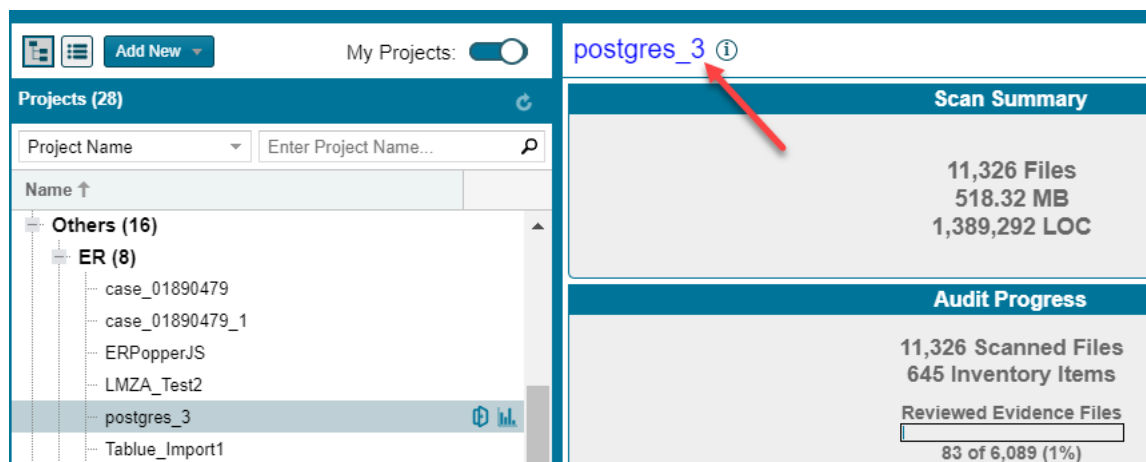 Add New
My Projects:
Projects (28)
Project Name
Enter Project Name...
Name
Others (16)
ER (8)
case_01890479
case_01890479_1
ERPopperJS
LMZA_Test2
postgres_3
Tablue_Import1
postgres_3
Scan Summary
11,326 Files
518.32 MB
1,389,292 LOC
Audit Progress
11,326 Scanned Files
645 Inventory Items
Reviewed Evidence Files
83 of 6,089 (1%)